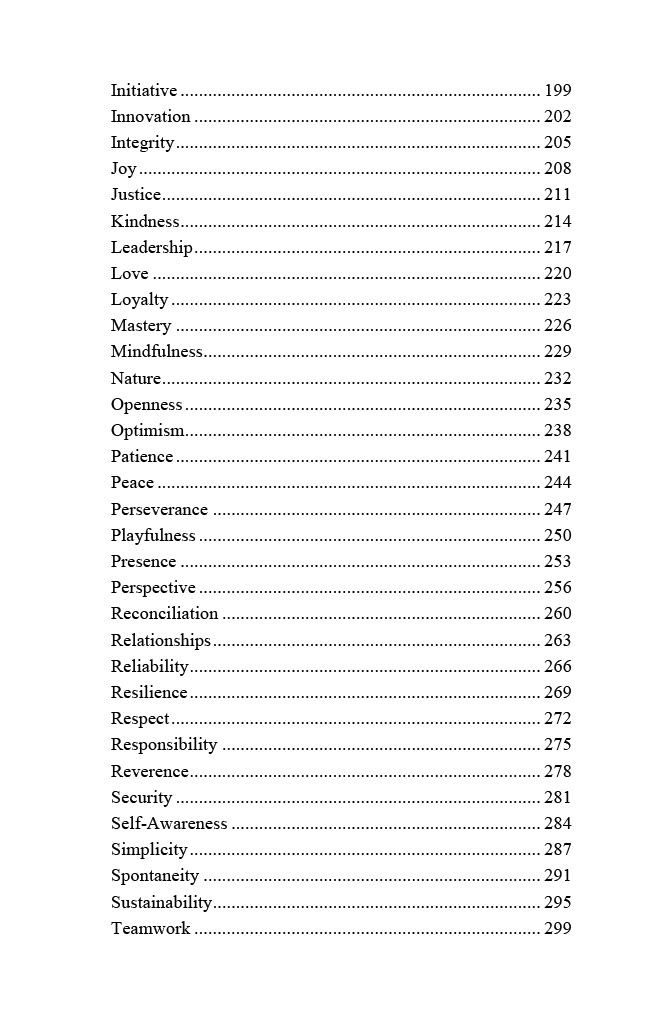 Initiative ............................................................................. 199
Innovation .......................................................................... 202
Integrity.............................................................................. 205
Joy ...................................................................................... 208
Justice................................................................................. 211
Kindness............................................................................. 214
Leadership.......................................................................... 217
Love ................................................................................... 220
Loyalty ............................................................................... 223
Mastery .............................................................................. 226
Mindfulness........................................................................ 229
Nature................................................................................. 232
Openness ............................................................................ 235
Optimism............................................................................ 238
Patience .............................................................................. 241
Peace .................................................................................. 244
Perseverance ...................................................................... 247
Playfulness ......................................................................... 250
Presence ............................................................................. 253
Perspective ......................................................................... 256
Reconciliation .................................................................... 260
Relationships...................................................................... 263
Reliability........................................................................... 266
Resilience ........................................................................... 269
Respect ............................................................................... 272
Responsibility .................................................................... 275
Reverence........................................................................... 278
Security .............................................................................. 281
Self-Awareness .................................................................. 284
Simplicity ........................................................................... 287
Spontaneity ........................................................................ 291
Sustainability...................................................................... 295
Teamwork .......................................................................... 299